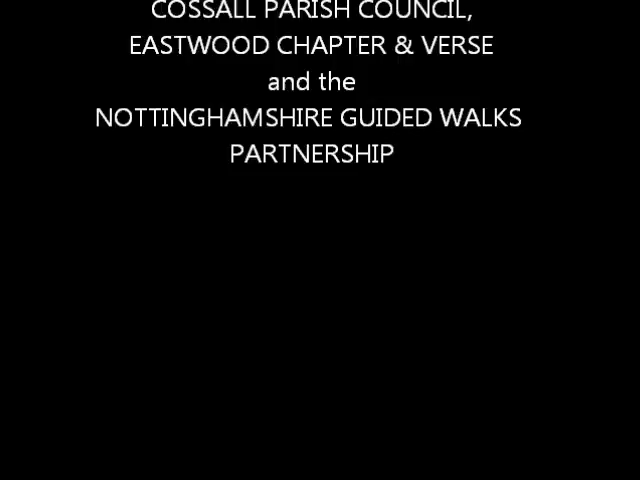 COSSALL PARISH COUNCIL,
EASTWOOD CHAPTER & VERSE
and the
NOTTINGHAMSHIRE GUIDED WALKS
PARTNERSHIP